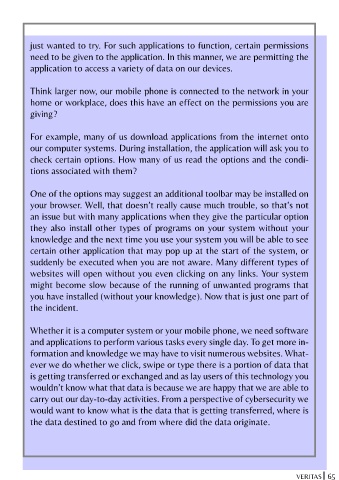 just wanted to try. For such applications to function, certain permissions
need to be given to the application. In this manner, we are permitting the
application to access a variety of data on our devices.
Think larger now, our mobile phone is connected to the network in your
home or workplace, does this have an effect on the permissions you are
giving?
For example, many of us download applications from the internet onto
our computer systems. During installation, the application will ask you to
check certain options. How many of us read the options and the condi-
tions associated with them?
One of the options may suggest an additional toolbar may be installed on
your browser. Well, that doesn't really cause much trouble, so that's not
an issue but with many applications when they give the particular option
they also install other types of programs on your system without your
knowledge and the next time you use your system you will be able to see
certain other application that may pop up at the start of the system, or
suddenly be executed when you are not aware. Many different types of
websites will open without you even clicking on any links. Your system
might become slow because of the running of unwanted programs that
you have installed (without your knowledge). Now that is just one part of
the incident.
Whether it is a computer system or your mobile phone, we need software
and applications to perform various tasks every single day. To get more in-
formation and knowledge we may have to visit numerous websites. What-
ever we do whether we click, swipe or type there is a portion of data that
is getting transferred or exchanged and as lay users of this technology you
wouldn't know what that data is because we are happy that we are able to
carry out our day-to-day activities. From a perspective of cybersecurity we
would want to know what is the data that is getting transferred, where is
the data destined to go and from where did the data originate.
VERITAS 65